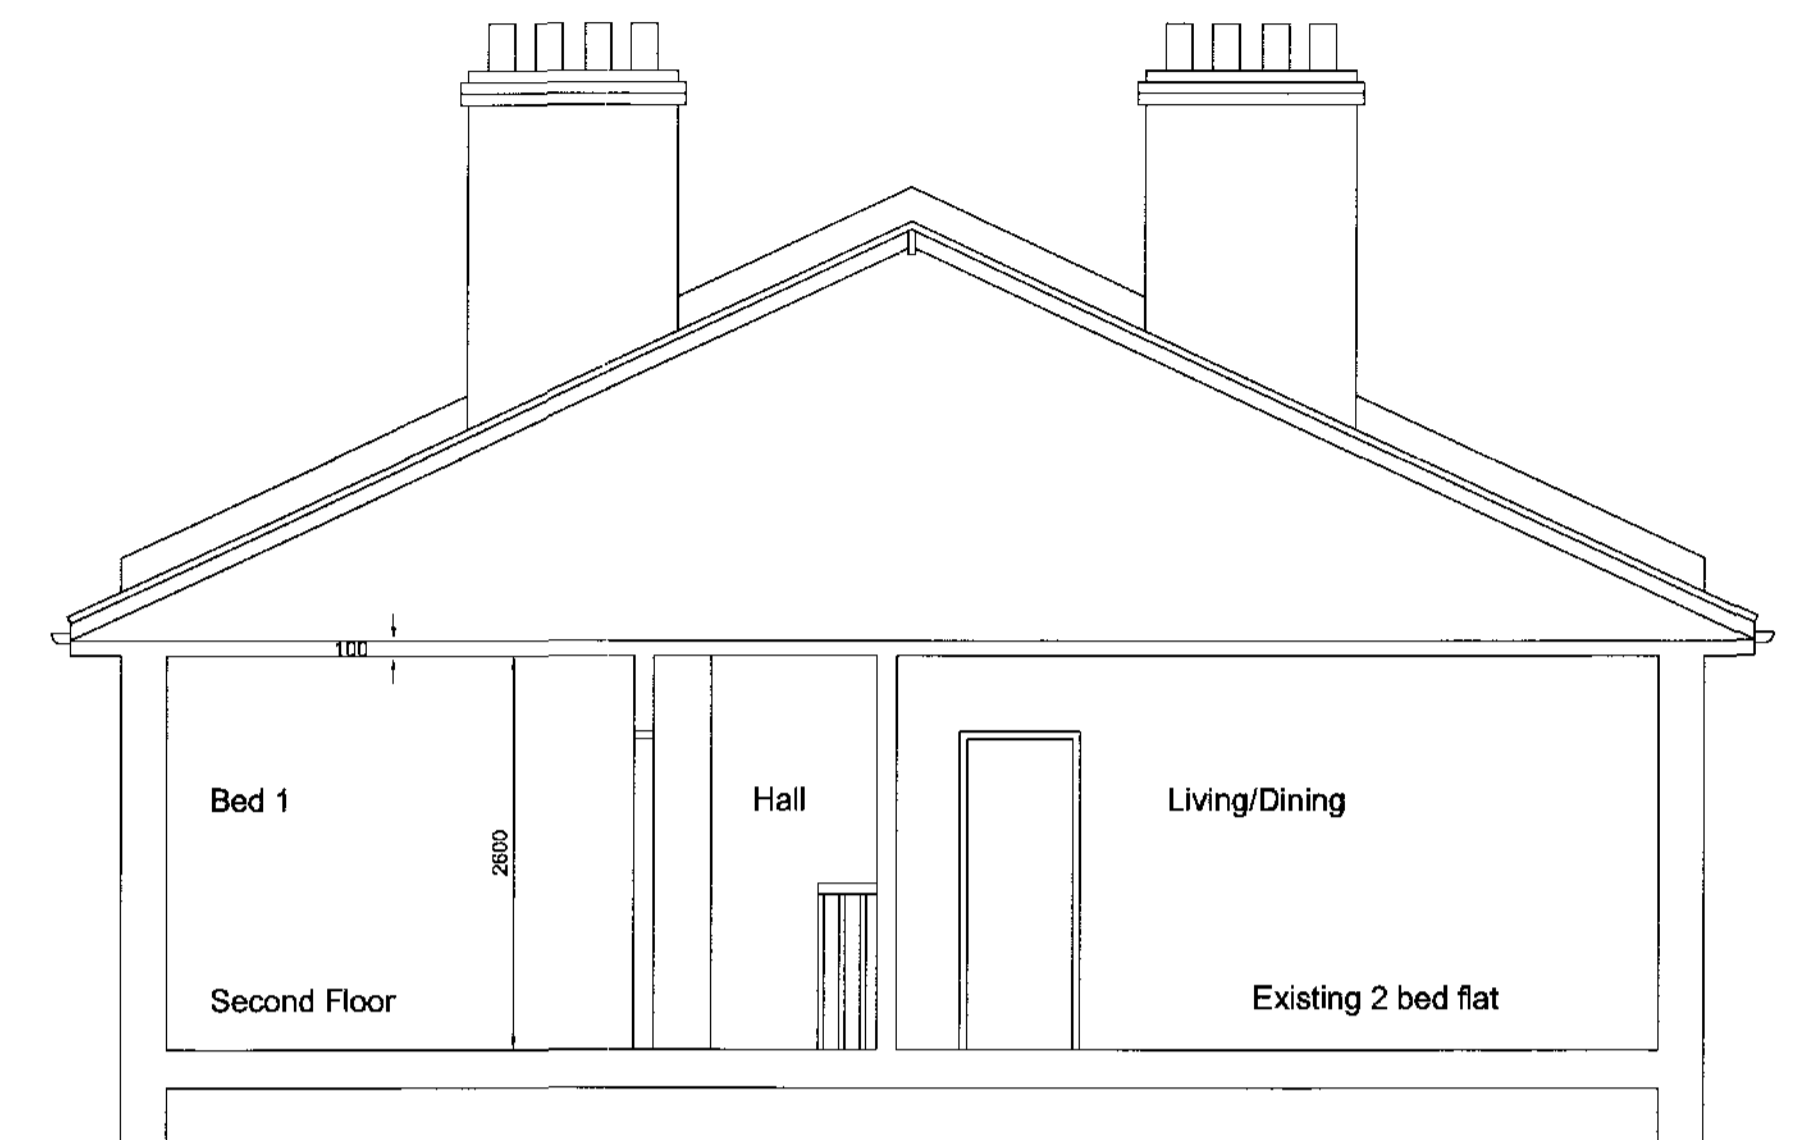 100
Bed 1
Hall
Living/Dining
2600
Second Floor
Existing 2 bed flat